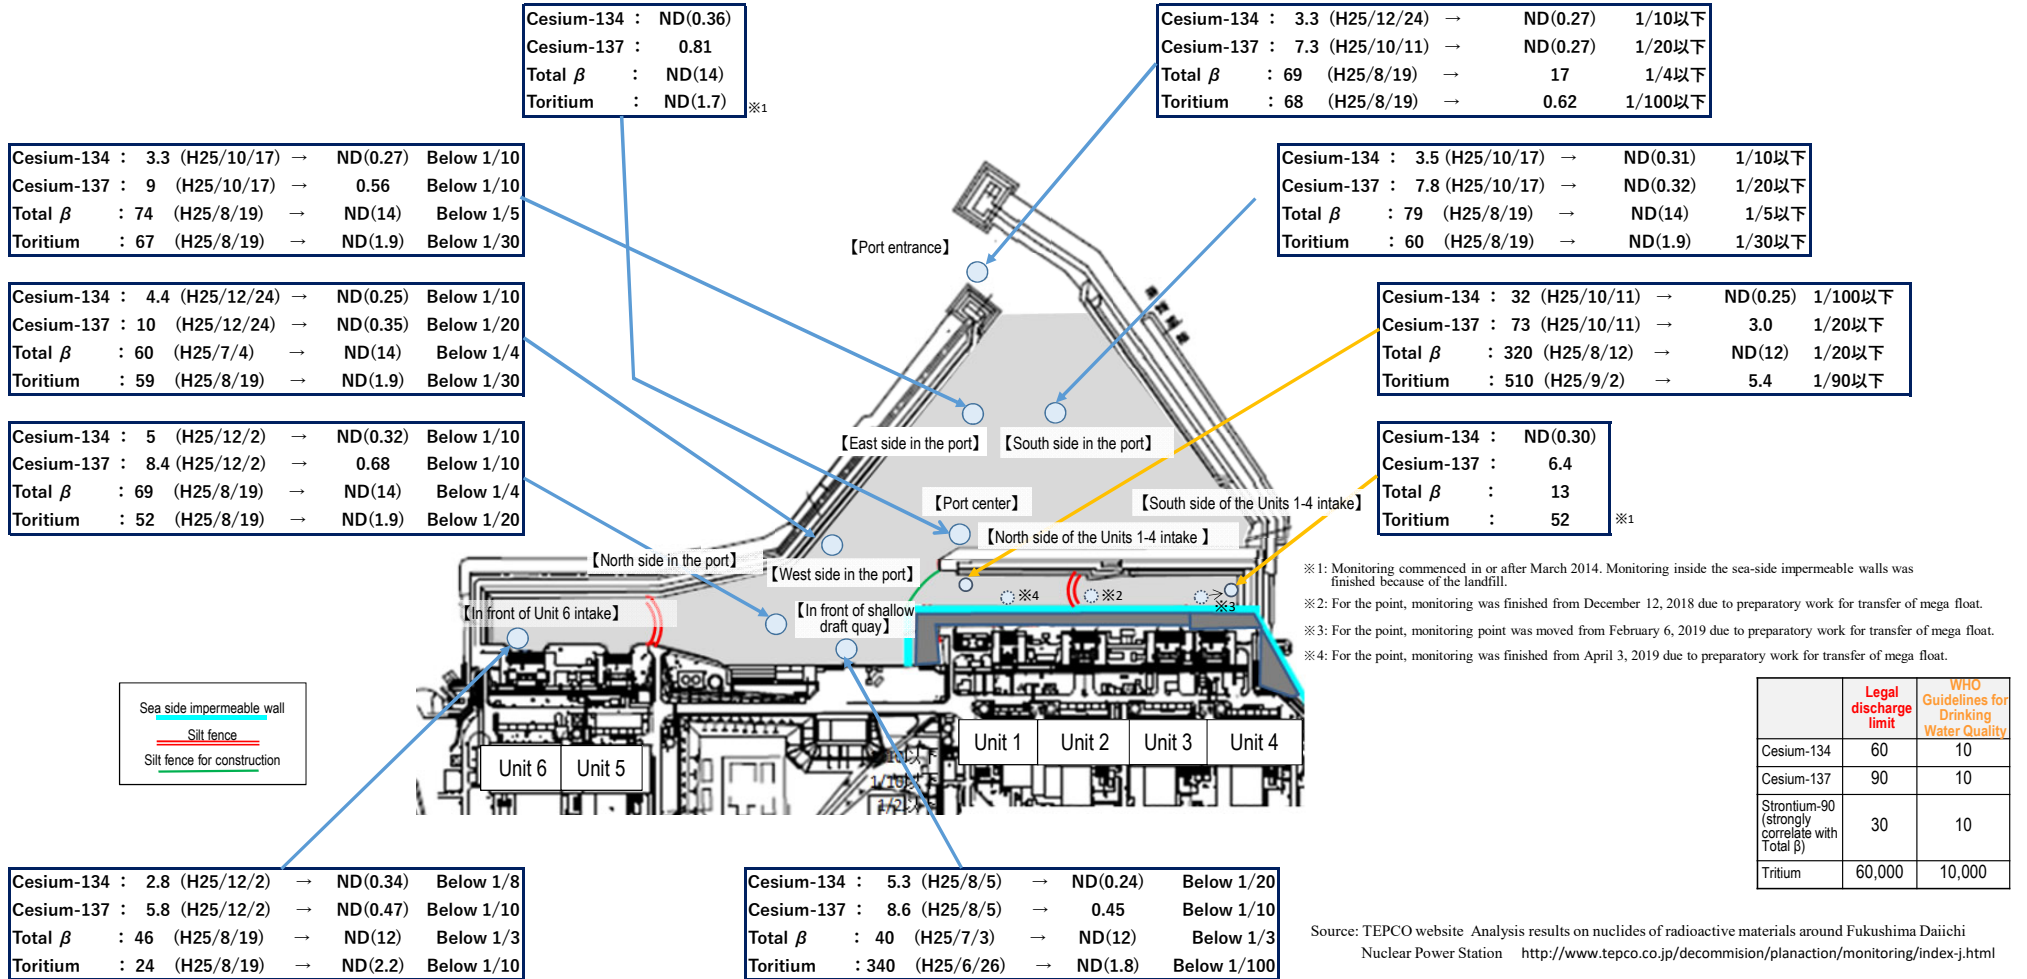 Cesium-134 : ND(0.36)
Cesium-137 : 0.81
Total β : ND(14)
Toritium : ND(1.7)
※1
Cesium-134 : 3.3 (H25/12/24) → ND(0.27) 1/10以下
Cesium-137 : 7.3 (H25/10/11) → ND(0.27) 1/20以下
Total β : 69 (H25/8/19) → 17 1/4以下
Toritium : 68 (H25/8/19) → 0.62 1/100以下
Cesium-134 : 3.3 (H25/10/17) → ND(0.27) Below 1/10
Cesium-137 : 9 (H25/10/17) → 0.56 Below 1/10
Total β : 74 (H25/8/19) → ND(14) Below 1/5
Toritium : 67 (H25/8/19) → ND(1.9) Below 1/30
Cesium-134 : 3.5 (H25/10/17) → ND(0.31) 1/10以下
Cesium-137 : 7.8 (H25/10/17) → ND(0.32) 1/20以下
Total β : 79 (H25/8/19) → ND(14) 1/5以下
Toritium : 60 (H25/8/19) → ND(1.9) 1/30以下
Cesium-134 : 4.4 (H25/12/24) → ND(0.25) Below 1/10
Cesium-137 : 10 (H25/12/24) → ND(0.35) Below 1/20
Total β : 60 (H25/7/4) → ND(14) Below 1/4
Toritium : 59 (H25/8/19) → ND(1.9) Below 1/30
Cesium-134 : 32 (H25/10/11) → ND(0.25) 1/100以下
Cesium-137 : 73 (H25/10/11) → 3.0 1/20以下
Total β : 320 (H25/8/12) → ND(12) 1/20以下
Toritium : 510 (H25/9/2) → 5.4 1/90以下
Cesium-134 : 5 (H25/12/2) → ND(0.32) Below 1/10
Cesium-137 : 8.4 (H25/12/2) → 0.68 Below 1/10
Total β : 69 (H25/8/19) → ND(14) Below 1/4
Toritium : 52 (H25/8/19) → ND(1.9) Below 1/20
Cesium-134 : ND(0.30)
Cesium-137 : 6.4
Total β : 13
Toritium : 52
※1
【Port entrance】
【East side in the port】
【South side in the port】
【Port center】
【South side of the Units 1-4 intake】
【North side of the Units 1-4 intake 】
【North side in the port】
【West side in the port】
【In front of Unit 6 intake】
【In front of shallow
draft quay】
※4
※2
※3
※1: Monitoring commenced in or after March 2014. Monitoring inside the sea-side impermeable walls was
finished because of the landfill.
※2: For the point, monitoring was finished from December 12, 2018 due to preparatory work for transfer of mega float.
※3: For the point, monitoring point was moved from February 6, 2019 due to preparatory work for transfer of mega float.
※4: For the point, monitoring was finished from April 3, 2019 due to preparatory work for transfer of mega float.
Sea side impermeable wall
Silt fence
Silt fence for construction
Unit 6
Unit 5
Unit 1
Unit 2
Unit 3
Unit 4
Legal
discharge
limit
WHO
Guidelines for
Drinking
Water Quality
Cesium-134 60 10
Cesium-137 90 10
Strontium-90
(strongly
correlate with
Total β)
30 10
Tritium 60,000 10,000
Cesium-134 : 2.8 (H25/12/2) → ND(0.34) Below 1/8
Cesium-137 : 5.8 (H25/12/2) → ND(0.47) Below 1/10
Total β : 46 (H25/8/19) → ND(12) Below 1/3
Toritium : 24 (H25/8/19) → ND(2.2) Below 1/10
Cesium-134 : 5.3 (H25/8/5) → ND(0.24) Below 1/20
Cesium-137 : 8.6 (H25/8/5) → 0.45 Below 1/10
Total β : 40 (H25/7/3) → ND(12) Below 1/3
Toritium : 340 (H25/6/26) → ND(1.8) Below 1/100
Source: TEPCO website Analysis results on nuclides of radioactive materials around Fukushima Daiichi
Nuclear Power Station http://www.tepco.co.jp/decommision/planaction/monitoring/index-j.html